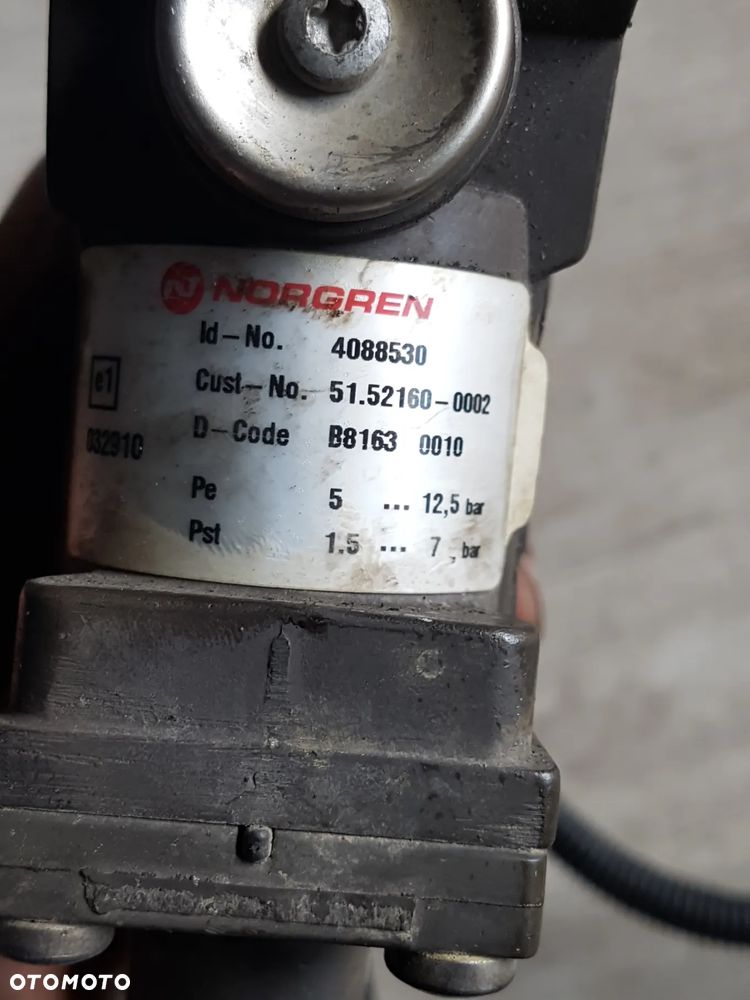 N NORGREN
Id-No. 4088530
e1 Cust-No. 51.52160-0002
032910 D-Code B8163 0010
Pe 5 ... 12,5 bar
Pst 1.5 ... 7 bar
OTOMOTO